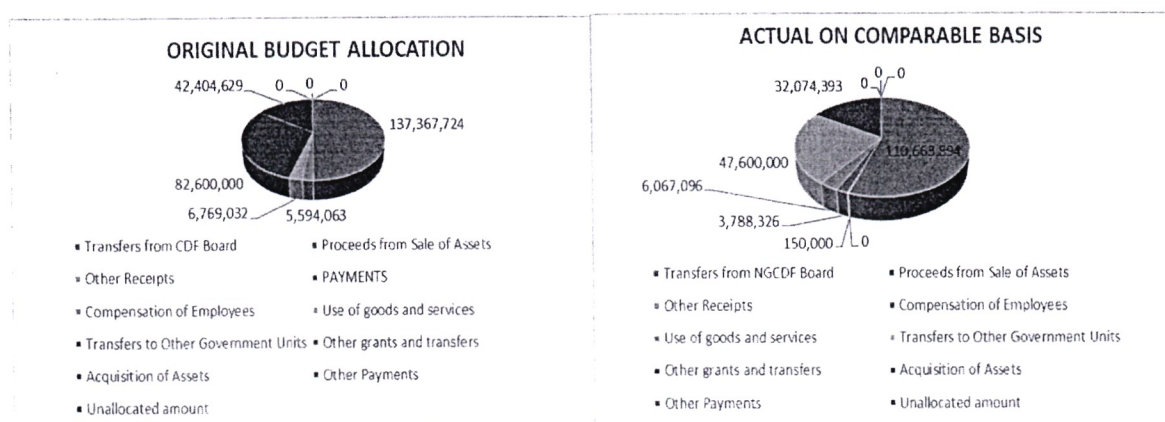 ORIGINAL BUDGET ALLOCATION
42,404,629
0
0
0
137,367,724
82,600,000
6,769,032
5,594,063
Transfers from CDF Board
Proceeds from Sale of Assets
Other Receipts
PAYMENTS
Compensation of Employees
Use of goods and services
Transfers to Other Government Units
Other grants and transfers
Acquisition of Assets
Other Payments
Unallocated amount
ACTUAL ON COMPARABLE BASIS
32,074,393
0
0
0
110,663,894
47,600,000
6,067,096
3,788,326
150,000
0
Transfers from NGCDF Board
Proceeds from Sale of Assets
Other Receipts
Compensation of Employees
Use of goods and services
Transfers to Other Government Units
Other grants and transfers
Acquisition of Assets
Other Payments
Unallocated amount